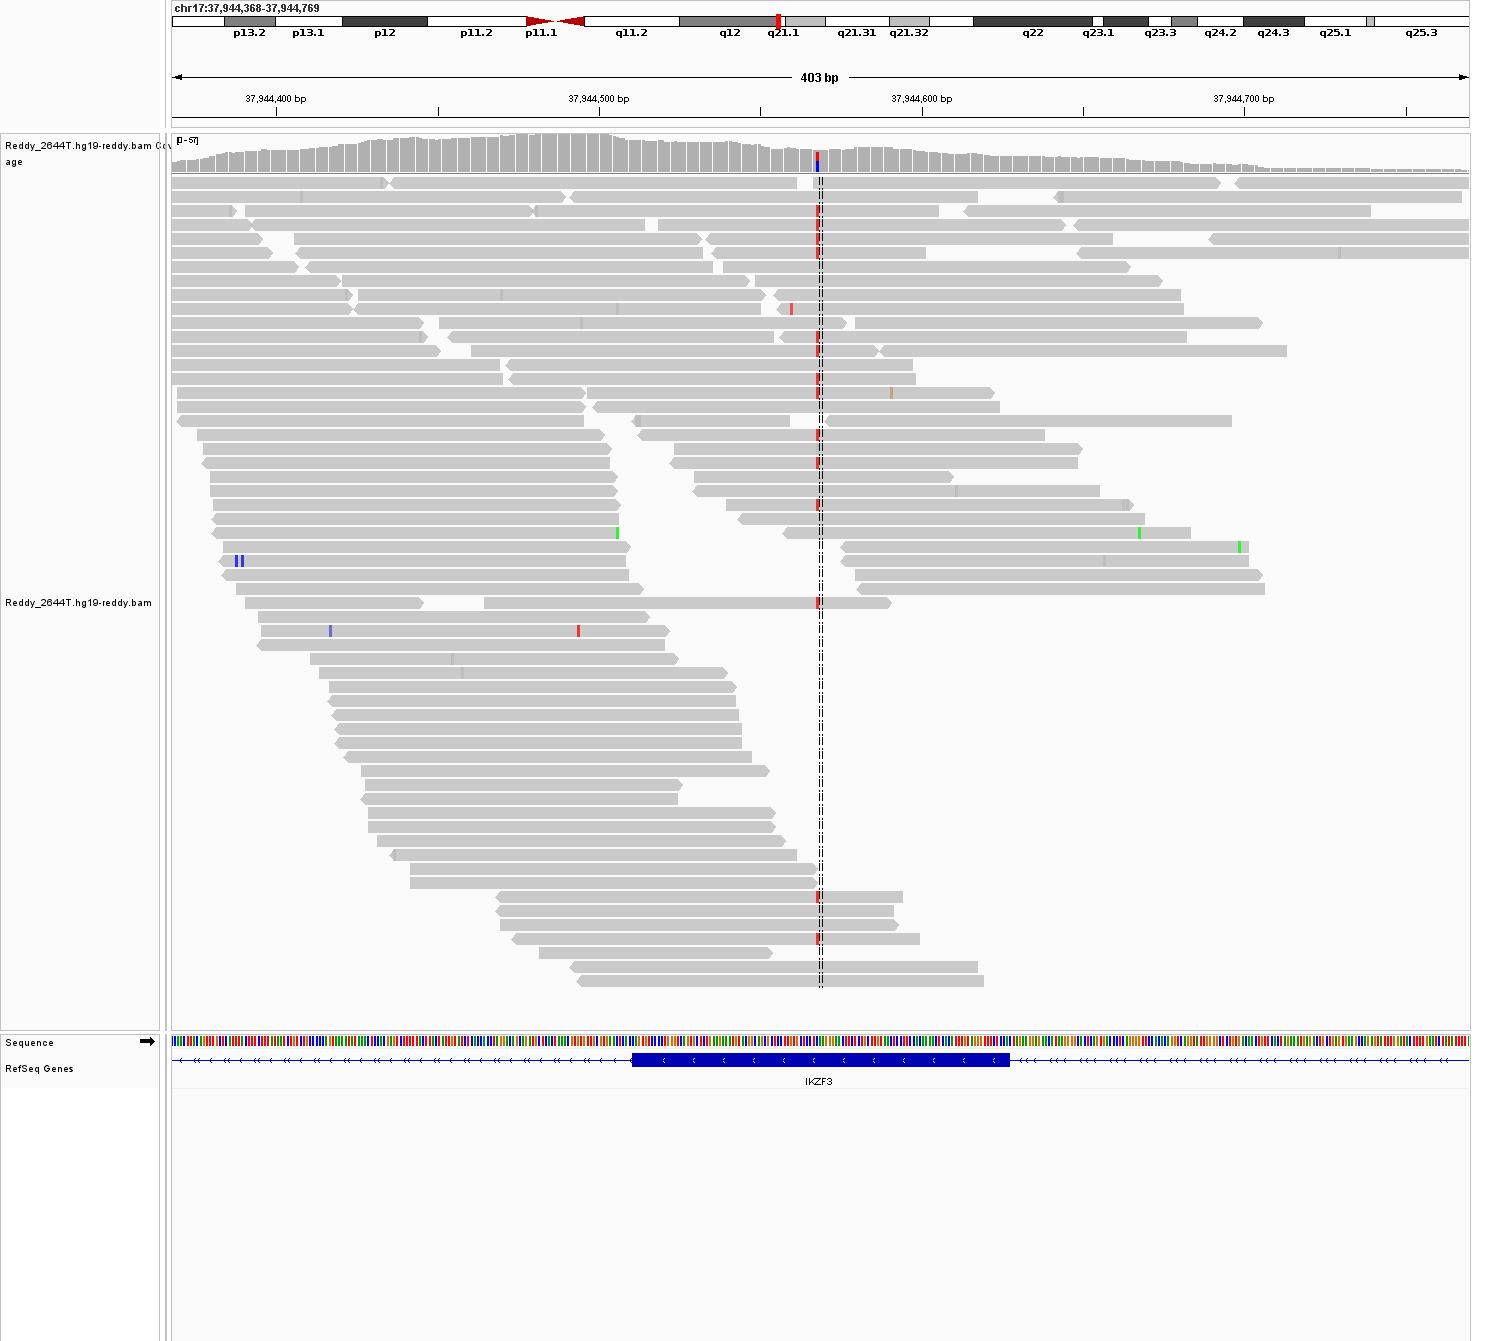 chr17:37,944,368-37,944,769
p13.2 p13.1 p12 p11.2 p11.1 q11.2 q12 q21.1 q21.31 q21.32 q22 q23.1 q23.3 q24.2 q24.3 q25.1 q25.3
403 bp
37,944,400 bp 37,944,500 bp 37,944,600 bp 37,944,700 bp
Reddy_2644T.hg19-reddy.bam Cov
age
[0 - 57]
Reddy_2644T.hg19-reddy.bam
Sequence
RefSeq Genes
IKZF3